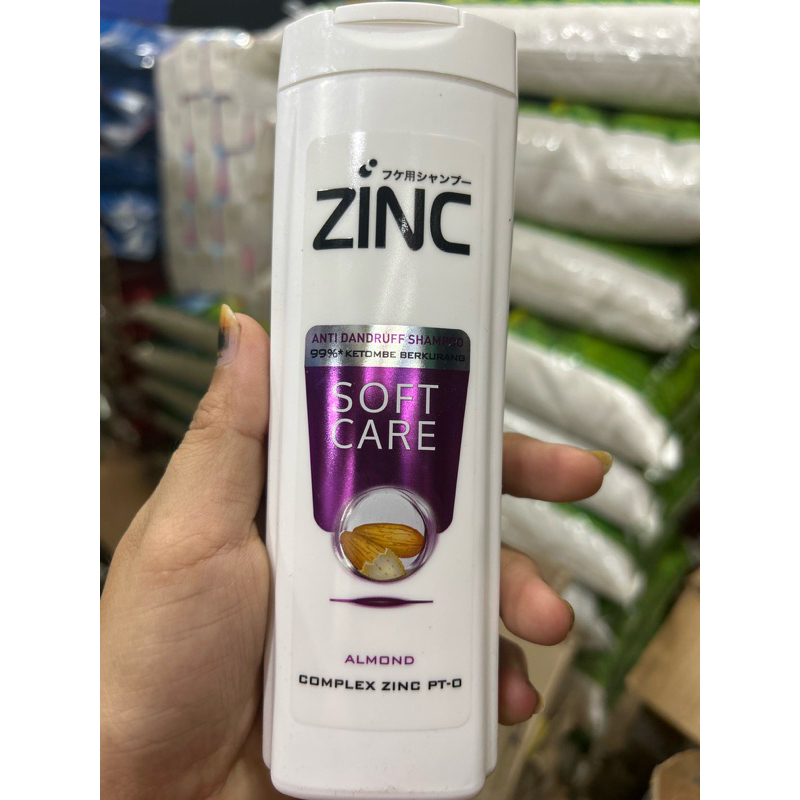 フケ用シャンプー
ZINC
ANTI DANDRUFF SHAMPOO
99%* KETOMBE BERKURANG
SOFT
CARE
ALMOND
COMPLEX ZINC PT-O